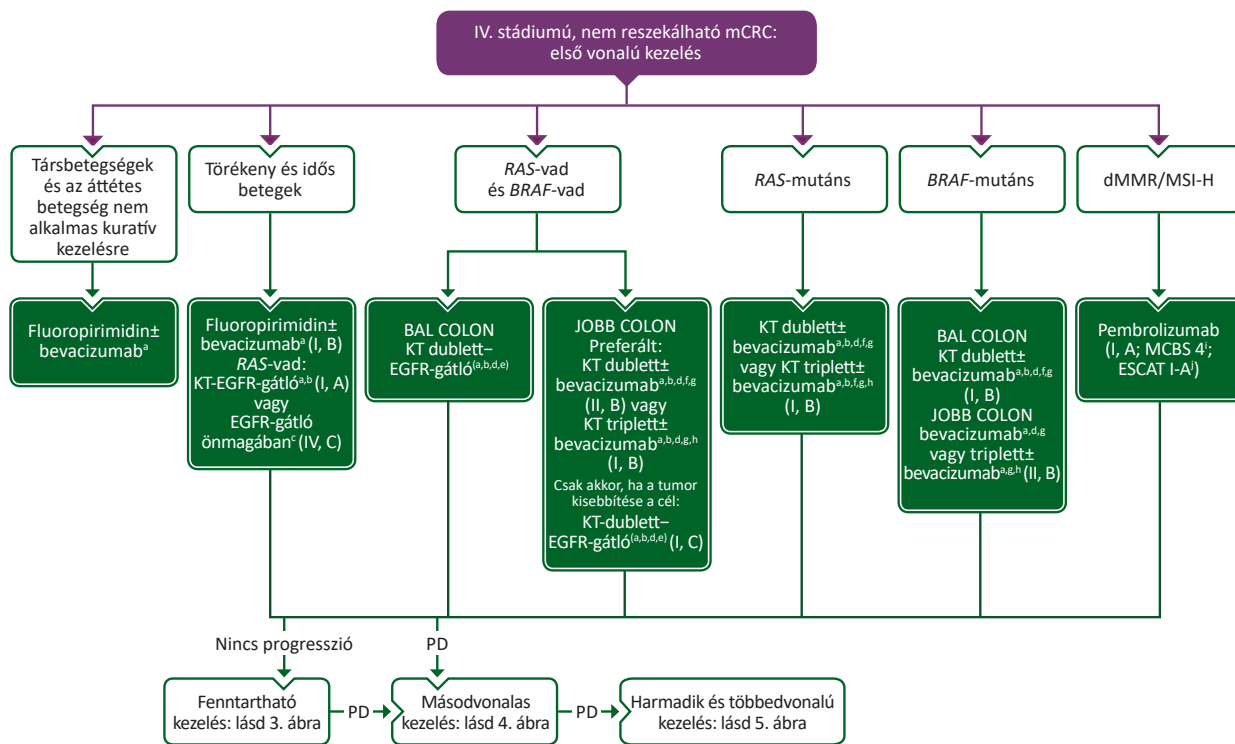 IV. stádiumú, nem reszekálható mCRC:
első vonalú kezelés
Társbetegségek
és az áttétes
betegség nem
alkalmas kuratív
kezelésre
Törékeny és idős
betegek
RAS-vad
és BRAF-vad
RAS-mutáns
BRAF-mutáns
dMMR/MSI-H
Fluoropirimidin±
bevacizumabᵃ
Fluoropirimidin±
bevacizumabᵃ (I, B)
RAS-vad:
KT-EGFR-gátlóᵃ,ᵇ (I, A)
vagy
EGFR-gátló
önmagábanᶜ (IV, C)
BAL COLON
KT dublett–
EGFR-gátló⁽ᵃ,ᵇ,ᵈ,ᵉ⁾
JOBB COLON
Preferált:
KT dublett±
bevacizumabᵃ,ᵇ,ᵈ,ᶠ,ᵍ
(II, B) vagy
KT triplett±
bevacizumabᵃ,ᵇ,ᵈ,ᵍ,ʰ
(I, B)
Csak akkor, ha a tumor
kisebbítése a cél:
KT-dublett–
EGFR-gátló⁽ᵃ,ᵇ,ᵈ,ᵉ⁾ (I, C)
KT dublett±
bevacizumabᵃ,ᵇ,ᵈ,ᶠ,ᵍ
vagy KT triplett±
bevacizumabᵃ,ᵇ,ᶠ,ᵍ,ʰ
(I, B)
BAL COLON
KT dublett±
bevacizumabᵃ,ᵇ,ᵈ,ᶠ,ᵍ
(I, B)
JOBB COLON
bevacizumabᵃ,ᵈ,ᵍ
vagy triplett±
bevacizumabᵃ,ᵍ,ʰ (II, B)
Pembrolizumab
(I, A; MCBS 4ⁱ;
ESCAT I-Aʲ)
Nincs progresszió
PD
Fenntartható
kezelés: lásd 3. ábra
PD
Másodvonalas
kezelés: lásd 4. ábra
PD
Harmadik és többedvonalú
kezelés: lásd 5. ábra